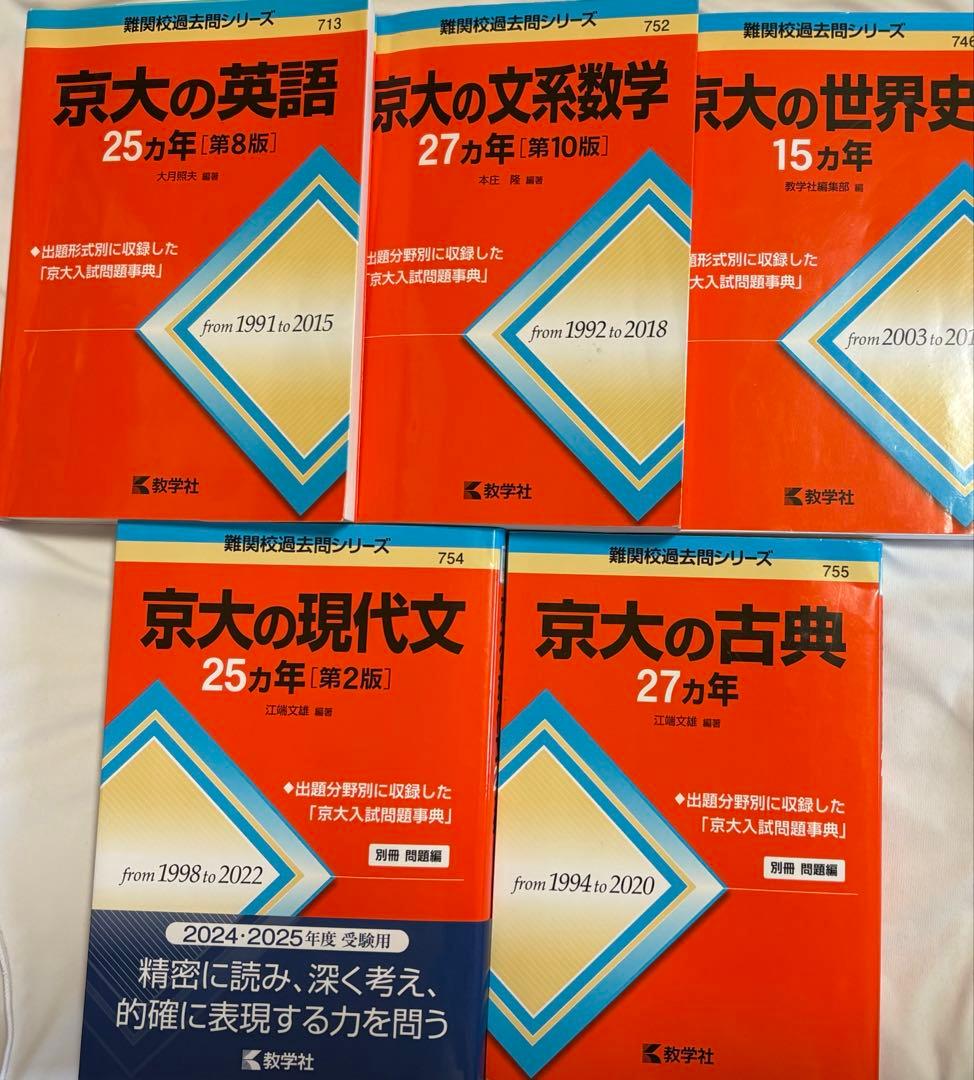 難関校過去問シリーズ 713
京大の英語
25カ年[第8版]
大月照夫 編著
◆出題形式別に収録した
「京大入試問題事典」
from 1991 to 2015
教学社
難関校過去問シリーズ 752
京大の文系数学
27カ年[第10版]
本庄 隆 編著
出題分野別に収録した
「京大入試問題事典」
from 1992 to 2018
教学社
難関校過去問シリーズ 746
京大の世界史
15カ年
教学社編集部 編
題形式別に収録した
大入試問題事典」
from 2003 to 201
教学社
難関校過去問シリーズ
754
京大の現代文
25カ年[第2版]
江端文雄 編著
◆出題分野別に収録した
「京大入試問題事典」
別冊 問題編
from 1998 to 2022
2024・2025年度 受験用
精密に読み、深く考え、
的確に表現する力を問う
教学社
難関校過去問シリーズ
755
京大の古典
27カ年
江端文雄 編著
◆出題分野別に収録した
「京大入試問題事典」
別冊 問題編
from 1994 to 2020
教学社